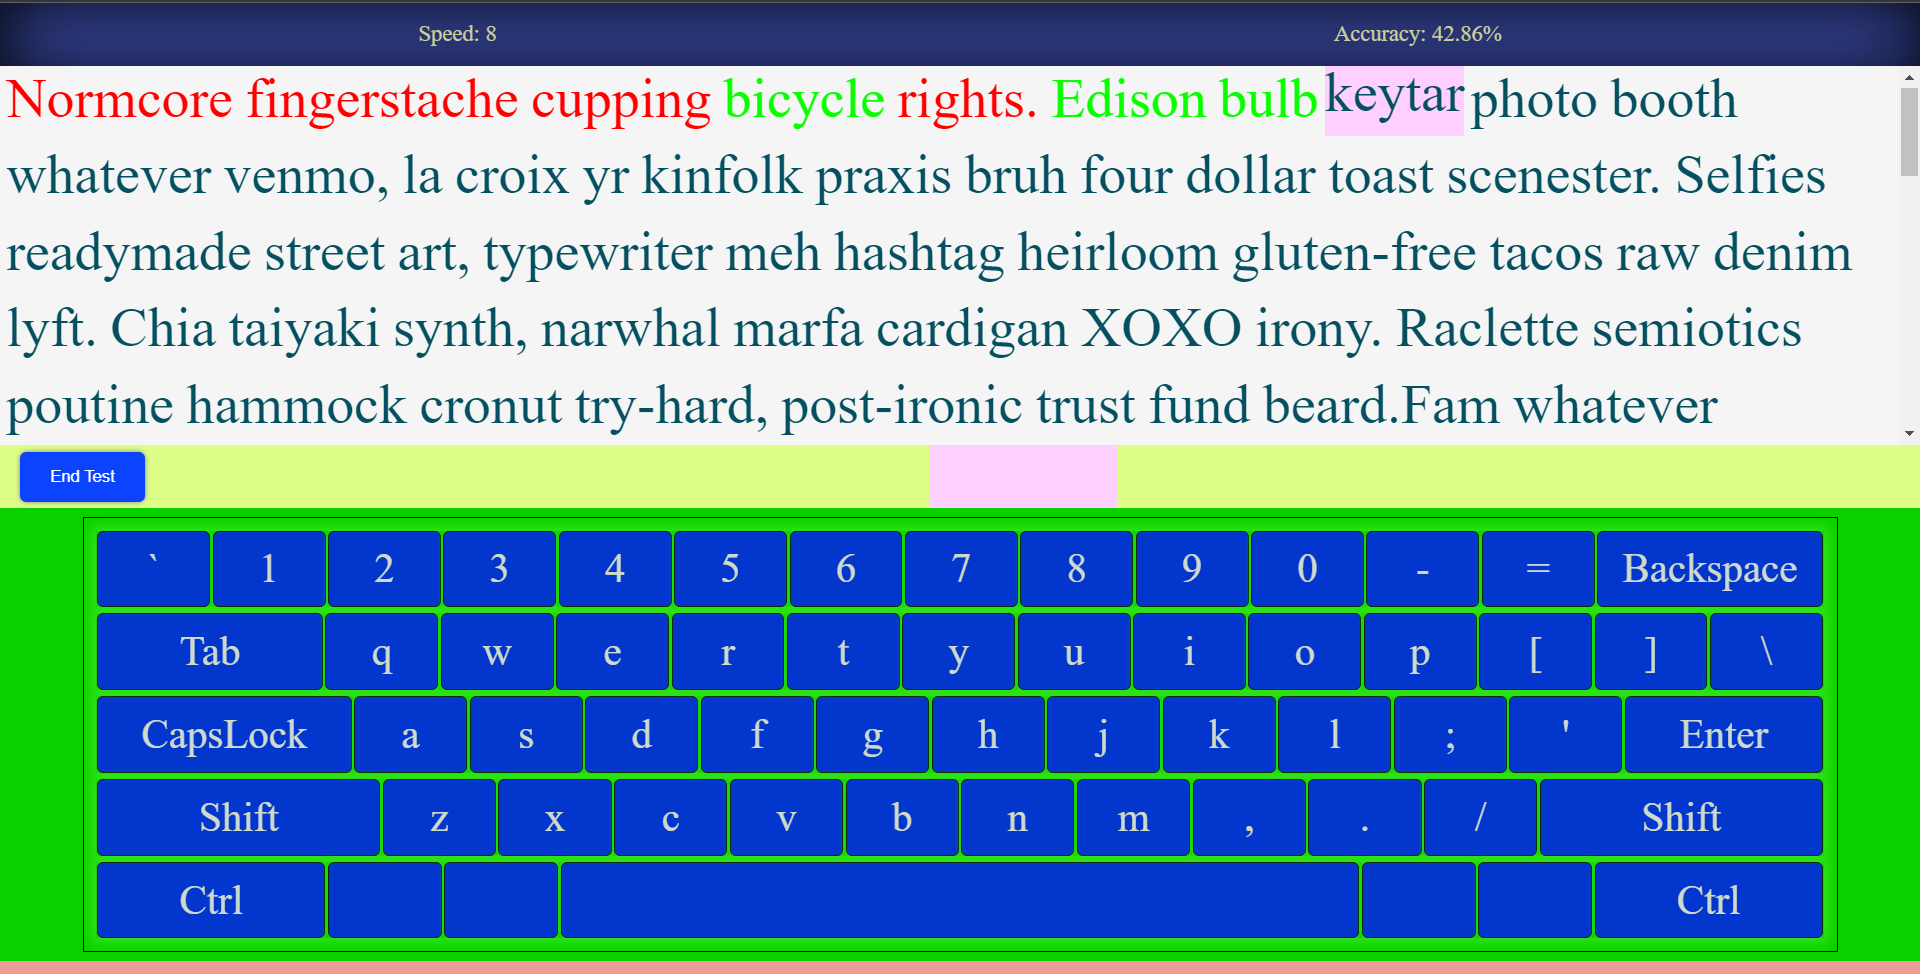 Speed: 8 Accuracy: 42.86%
Normcore fingerstache cupping bicycle rights. Edison bulb keytar photo booth
whatever venmo, la croix yr kinfolk praxis bruh four dollar toast scenester. Selfies
readymade street art, typewriter meh hashtag heirloom gluten-free tacos raw denim
lyft. Chia taiyaki synth, narwhal marfa cardigan XOXO irony. Raclette semiotics
poutine hammock cronut try-hard, post-ironic trust fund beard.Fam whatever
End Test
` 1 2 3 4 5 6 7 8 9 0 - = Backspace
Tab q w e r t y u i o p [ ] \
CapsLock a s d f g h j k l ; ' Enter
Shift z x c v b n m , . / Shift
Ctrl Ctrl